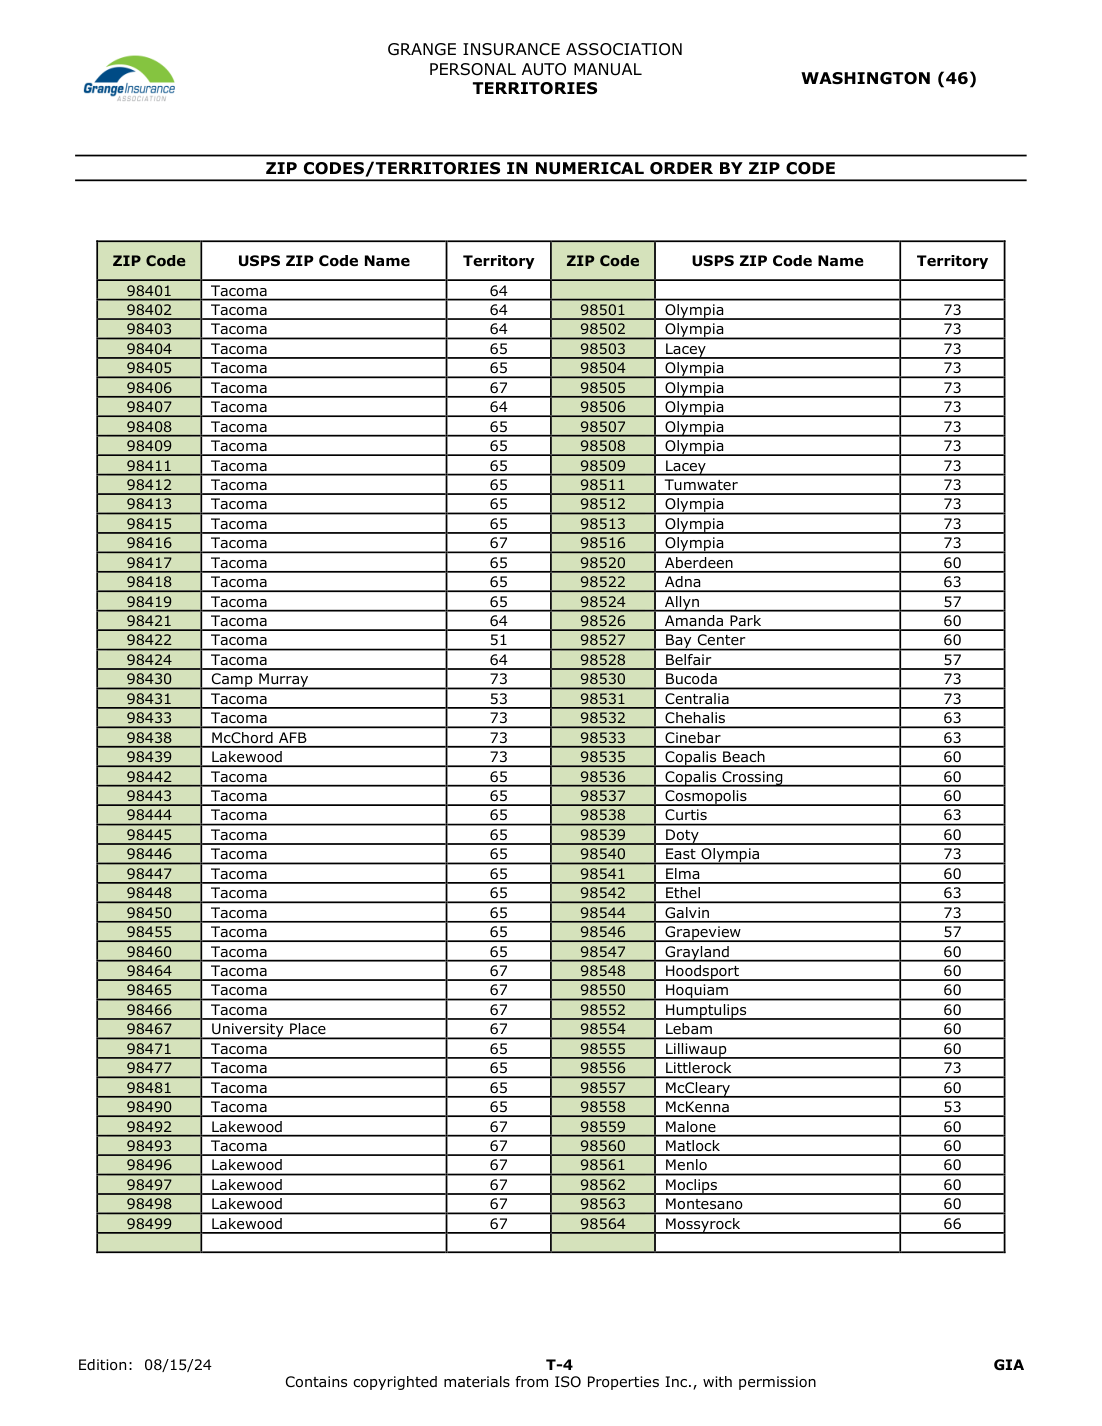 GRANGE INSURANCE ASSOCIATION
PERSONAL AUTO MANUAL
TERRITORIES
WASHINGTON (46)
GrangeInsurance
ASSOCIATION
ZIP CODES/TERRITORIES IN NUMERICAL ORDER BY ZIP CODE
ZIP Code USPS ZIP Code Name Territory ZIP Code USPS ZIP Code Name Territory
98401 Tacoma 64
98402 Tacoma 64 98501 Olympia 73
98403 Tacoma 64 98502 Olympia 73
98404 Tacoma 65 98503 Lacey 73
98405 Tacoma 65 98504 Olympia 73
98406 Tacoma 67 98505 Olympia 73
98407 Tacoma 64 98506 Olympia 73
98408 Tacoma 65 98507 Olympia 73
98409 Tacoma 65 98508 Olympia 73
98411 Tacoma 65 98509 Lacey 73
98412 Tacoma 65 98511 Tumwater 73
98413 Tacoma 65 98512 Olympia 73
98415 Tacoma 65 98513 Olympia 73
98416 Tacoma 67 98516 Olympia 73
98417 Tacoma 65 98520 Aberdeen 60
98418 Tacoma 65 98522 Adna 63
98419 Tacoma 65 98524 Allyn 57
98421 Tacoma 64 98526 Amanda Park 60
98422 Tacoma 51 98527 Bay Center 60
98424 Tacoma 64 98528 Belfair 57
98430 Camp Murray 73 98530 Bucoda 73
98431 Tacoma 53 98531 Centralia 73
98433 Tacoma 73 98532 Chehalis 63
98438 McChord AFB 73 98533 Cinebar 63
98439 Lakewood 73 98535 Copalis Beach 60
98442 Tacoma 65 98536 Copalis Crossing 60
98443 Tacoma 65 98537 Cosmopolis 60
98444 Tacoma 65 98538 Curtis 63
98445 Tacoma 65 98539 Doty 60
98446 Tacoma 65 98540 East Olympia 73
98447 Tacoma 65 98541 Elma 60
98448 Tacoma 65 98542 Ethel 63
98450 Tacoma 65 98544 Galvin 73
98455 Tacoma 65 98546 Grapeview 57
98460 Tacoma 65 98547 Grayland 60
98464 Tacoma 67 98548 Hoodsport 60
98465 Tacoma 67 98550 Hoquiam 60
98466 Tacoma 67 98552 Humptulips 60
98467 University Place 67 98554 Lebam 60
98471 Tacoma 65 98555 Lilliwaup 60
98477 Tacoma 65 98556 Littlerock 73
98481 Tacoma 65 98557 McCleary 60
98490 Tacoma 65 98558 McKenna 53
98492 Lakewood 67 98559 Malone 60
98493 Tacoma 67 98560 Matlock 60
98496 Lakewood 67 98561 Menlo 60
98497 Lakewood 67 98562 Moclips 60
98498 Lakewood 67 98563 Montesano 60
98499 Lakewood 67 98564 Mossyrock 66
Edition: 08/15/24 T-4 GIA
Contains copyrighted materials from ISO Properties Inc., with permission